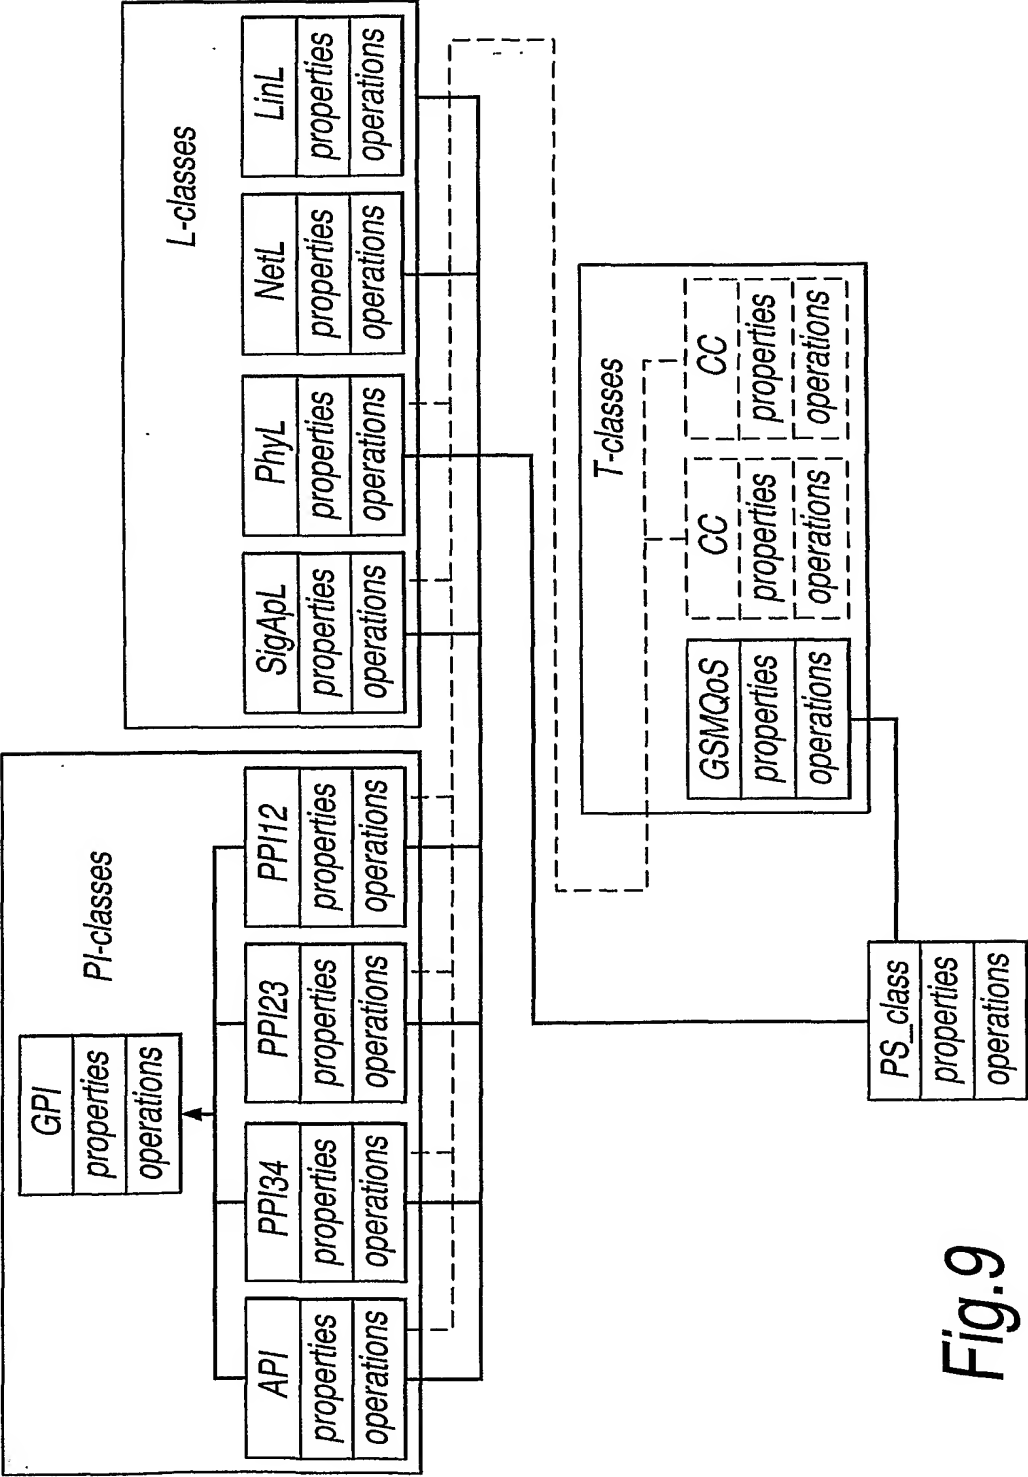 PI-classes
GPI
properties
operations
API
properties
operations
PPI34
properties
operations
PPI23
properties
operations
PPI12
properties
operations
L-classes
SigApL
properties
operations
PhyL
properties
operations
NetL
properties
operations
LinL
properties
operations
T-classes
GSMQoS
properties
operations
CC
properties
operations
CC
properties
operations
PS_class
properties
operations
Fig.9